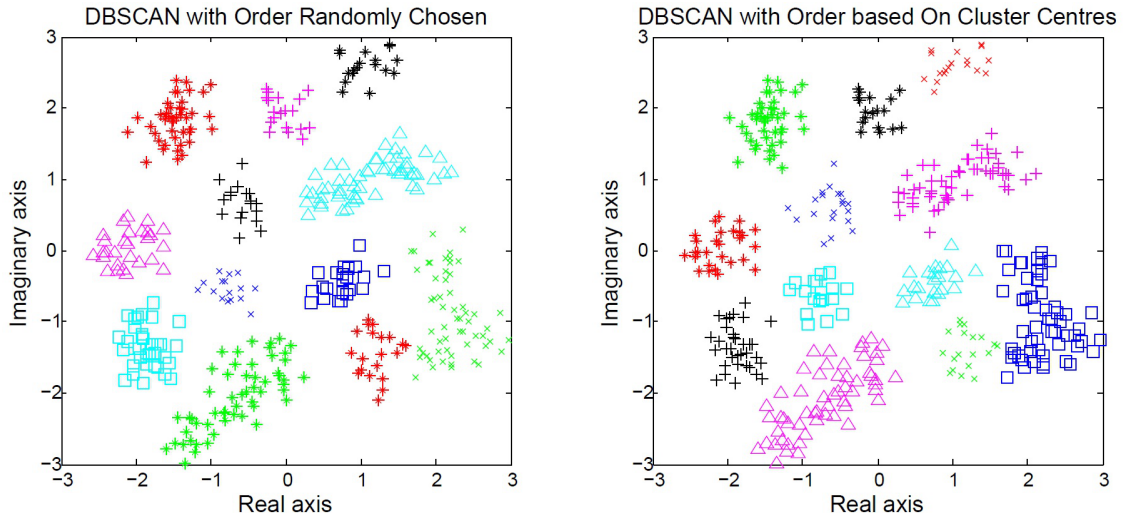 DBSCAN with Order Randomly Chosen
3
2
1
0
−1
−2
−3
−3 −2 −1 0 1 2 3
Imaginary axis
Real axis
DBSCAN with Order based On Cluster Centres
3
2
1
0
−1
−2
−3
−3 −2 −1 0 1 2 3
Imaginary axis
Real axis